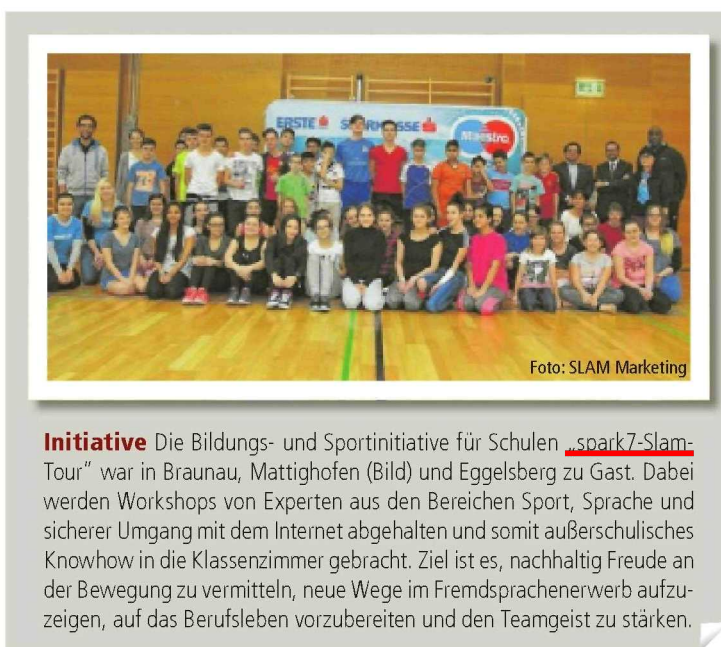 ERSTE SPARKASSE
Maestro
Foto: SLAM Marketing
Initiative Die Bildungs- und Sportinitiative für Schulen „spark7-Slam-
Tour“ war in Braunau, Mattighofen (Bild) und Eggelsberg zu Gast. Dabei
werden Workshops von Experten aus den Bereichen Sport, Sprache und
sicherer Umgang mit dem Internet abgehalten und somit außerschulisches
Knowhow in die Klassenzimmer gebracht. Ziel ist es, nachhaltig Freude an
der Bewegung zu vermitteln, neue Wege im Fremdsprachenerwerb aufzu-
zeigen, auf das Berufsleben vorzubereiten und den Teamgeist zu stärken.